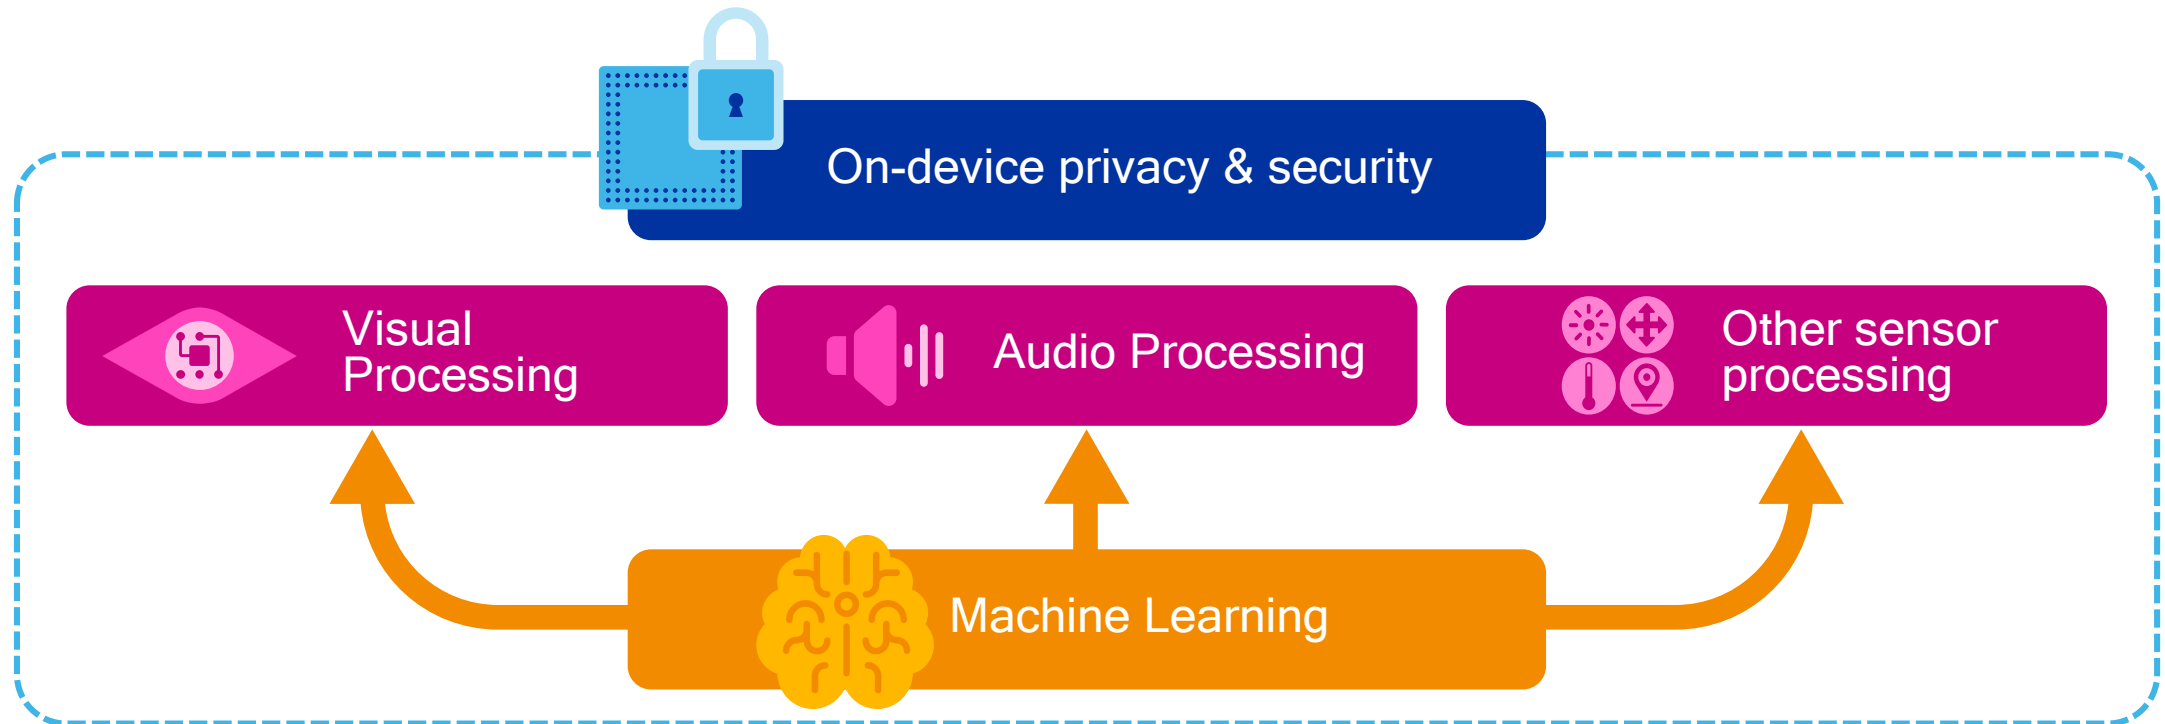 On-device privacy & security
Visual
Processing
Audio Processing
Other sensor
processing
Machine Learning